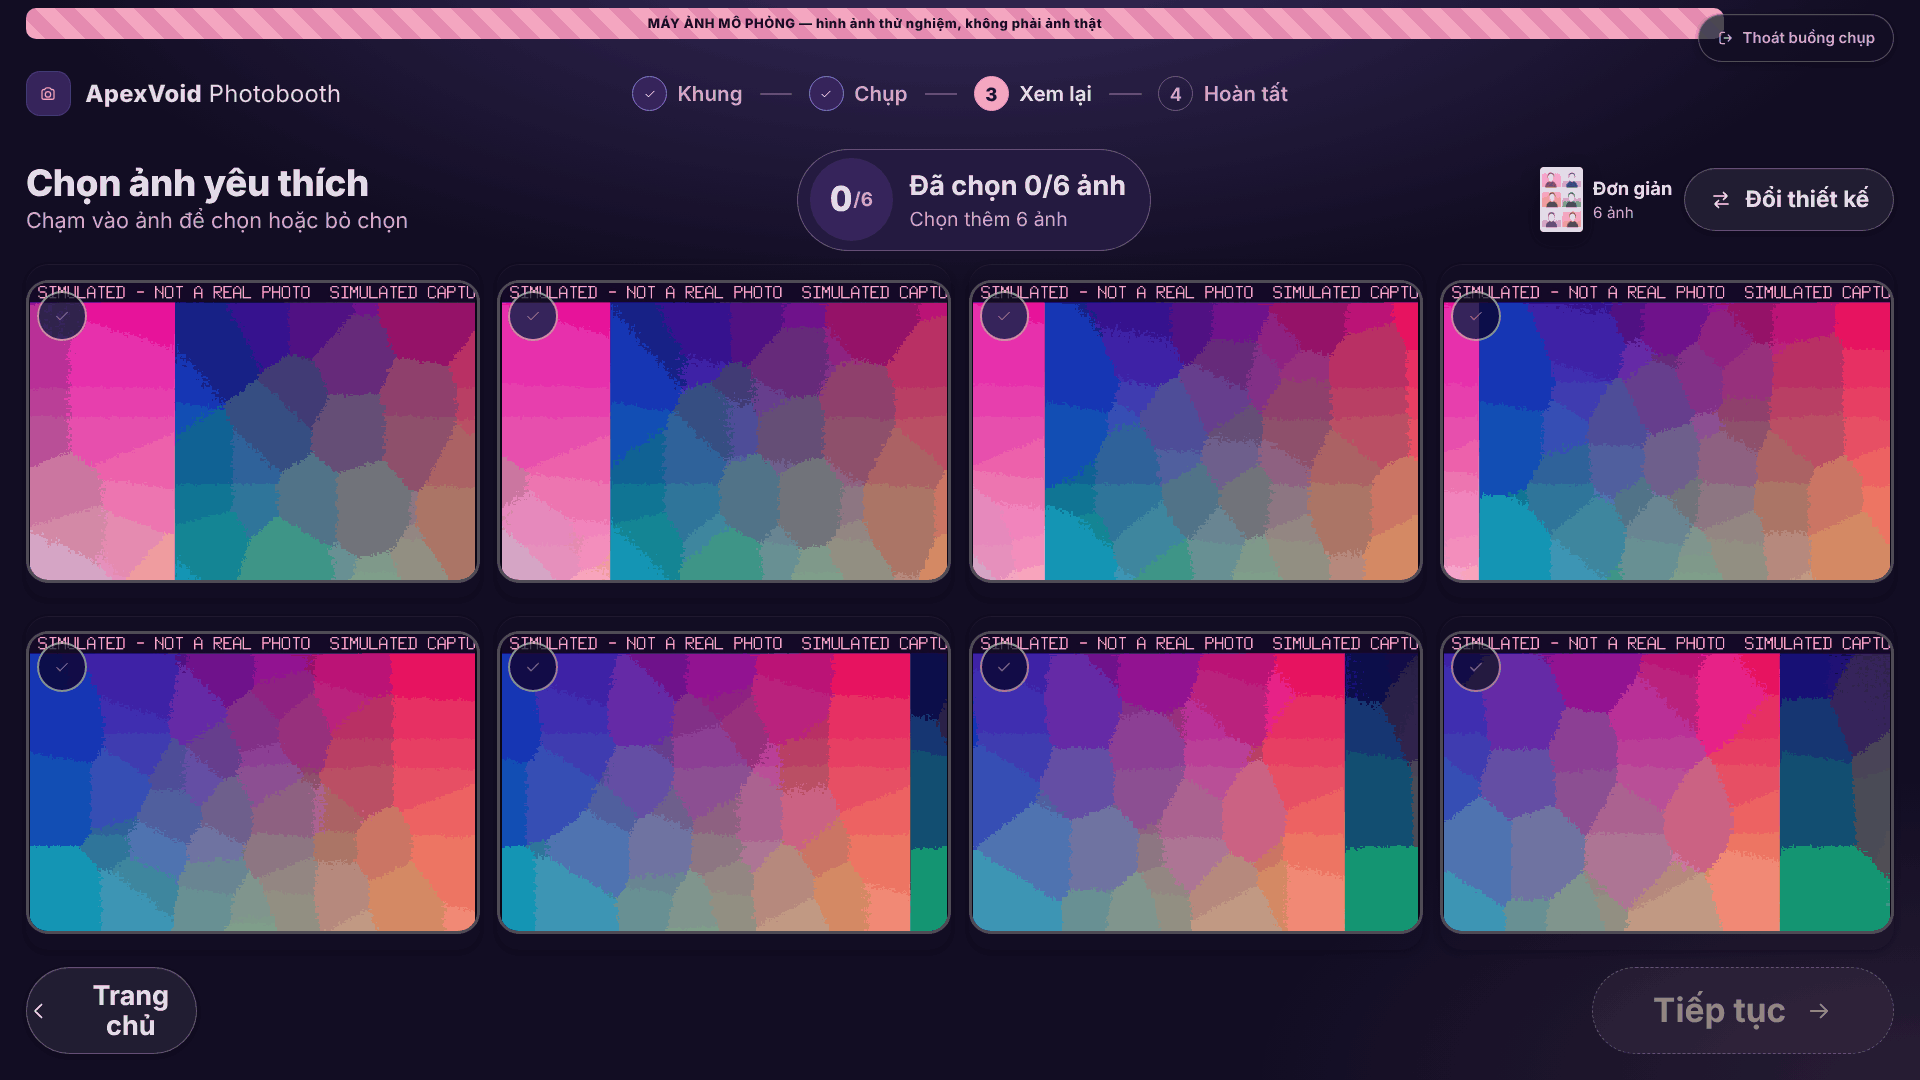 MÁY ẢNH MÔ PHỎNG — hình ảnh thử nghiệm, không phải ảnh thật
Thoát buồng chụp
ApexVoid Photobooth
Khung
Chụp
3 Xem lại
4 Hoàn tất
Chọn ảnh yêu thích
Chạm vào ảnh để chọn hoặc bỏ chọn
0/6
Đã chọn 0/6 ảnh
Chọn thêm 6 ảnh
Đơn giản
6 ảnh
Đổi thiết kế
SIMULATED - NOT A REAL PHOTO SIMULATED CAPTU
SIMULATED - NOT A REAL PHOTO SIMULATED CAPTU
SIMULATED - NOT A REAL PHOTO SIMULATED CAPTU
SIMULATED - NOT A REAL PHOTO SIMULATED CAPTU
SIMULATED - NOT A REAL PHOTO SIMULATED CAPTU
SIMULATED - NOT A REAL PHOTO SIMULATED CAPTU
SIMULATED - NOT A REAL PHOTO SIMULATED CAPTU
SIMULATED - NOT A REAL PHOTO SIMULATED CAPTU
Trang
chủ
Tiếp tục